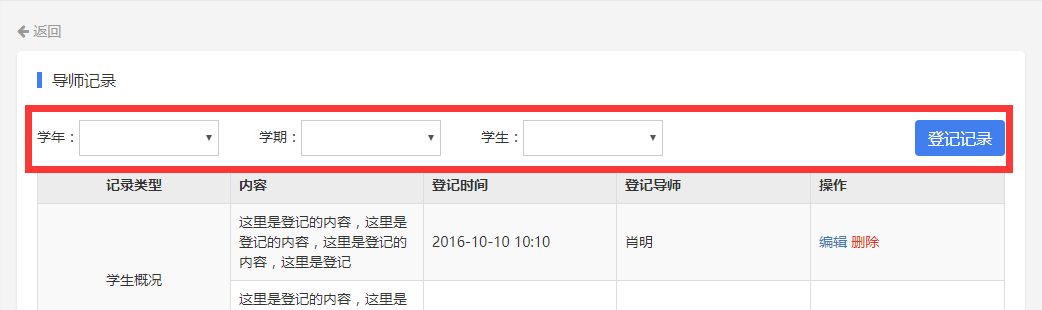 返回
导师记录
学年： 学期： 学生： 登记记录
记录类型 内容 登记时间 登记导师 操作
学生概况
这里是登记的内容，这里是
登记的内容，这里是登记的
内容，这里是登记
2016-10-10 10:10 肖明 编辑 删除
这里是登记的内容，这里是